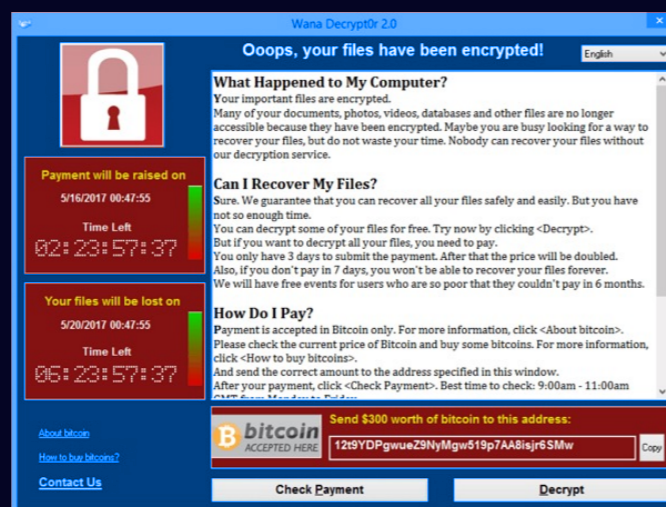 Wana Decrypt0r 2.0
Ooops, your files have been encrypted!
English
Payment will be raised on
5/16/2017 00:47:55
Time Left
02:23:57:37
Your files will be lost on
5/20/2017 00:47:55
Time Left
06:23:57:37
About bitcoin
How to buy bitcoins?
Contact Us
What Happened to My Computer?
Your important files are encrypted.
Many of your documents, photos, videos, databases and other files are no longer
accessible because they have been encrypted. Maybe you are busy looking for a way to
recover your files, but do not waste your time. Nobody can recover your files without
our decryption service.
Can I Recover My Files?
Sure. We guarantee that you can recover all your files safely and easily. But you have
not so enough time.
You can decrypt some of your files for free. Try now by clicking <Decrypt>.
But if you want to decrypt all your files, you need to pay.
You only have 3 days to submit the payment. After that the price will be doubled.
Also, if you don't pay in 7 days, you won't be able to recover your files forever.
We will have free events for users who are so poor that they couldn't pay in 6 months.
How Do I Pay?
Payment is accepted in Bitcoin only. For more information, click <About bitcoin>.
Please check the current price of Bitcoin and buy some bitcoins. For more information,
click <How to buy bitcoins>.
And send the correct amount to the address specified in this window.
After your payment, click <Check Payment>. Best time to check: 9:00am - 11:00am
GMT from Monday to Friday.
bitcoin
ACCEPTED HERE
Send $300 worth of bitcoin to this address:
12t9YDPgwueZ9NyMgw519p7AA8isjr6SMw
Copy
Check Payment
Decrypt